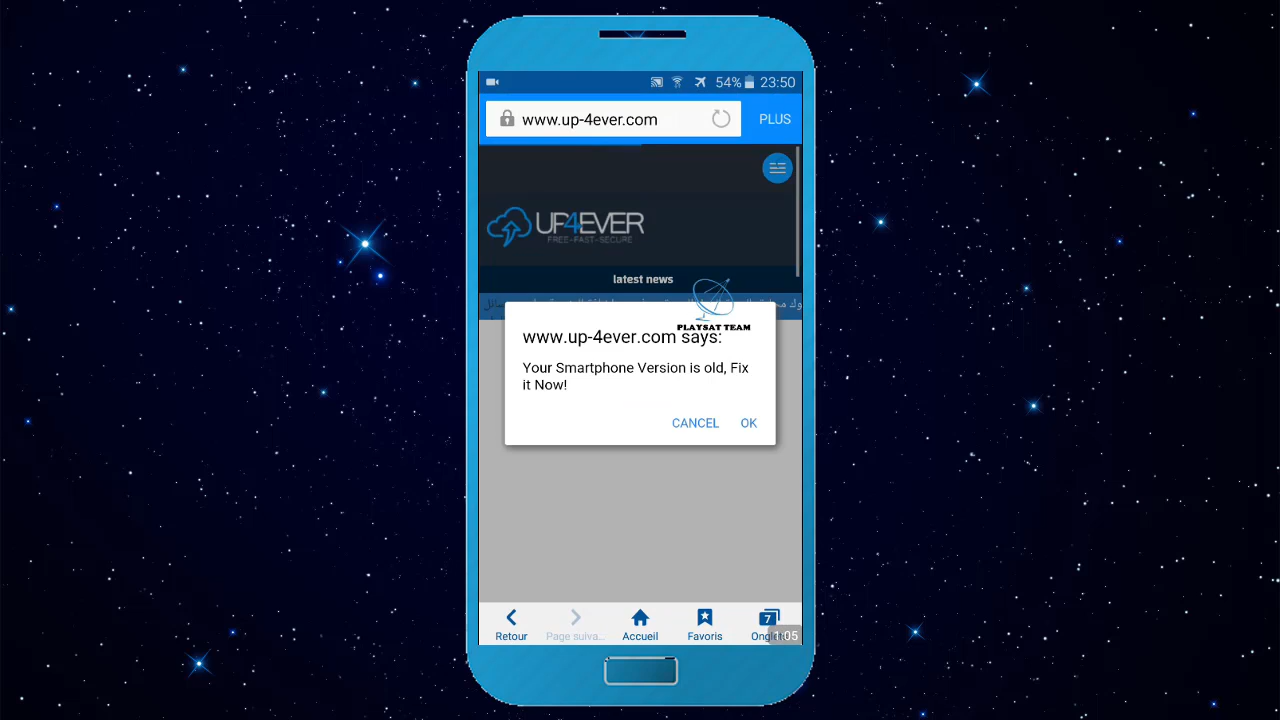 54% 23:50
www.up-4ever.com PLUS
UP4EVER
FREE-FAST-SECURE
latest news
PLAYSAT TEAM
www.up-4ever.com says:
Your Smartphone Version is old, Fix
it Now!
CANCEL OK
7
Retour Page suiva... Accueil Favoris
1:05